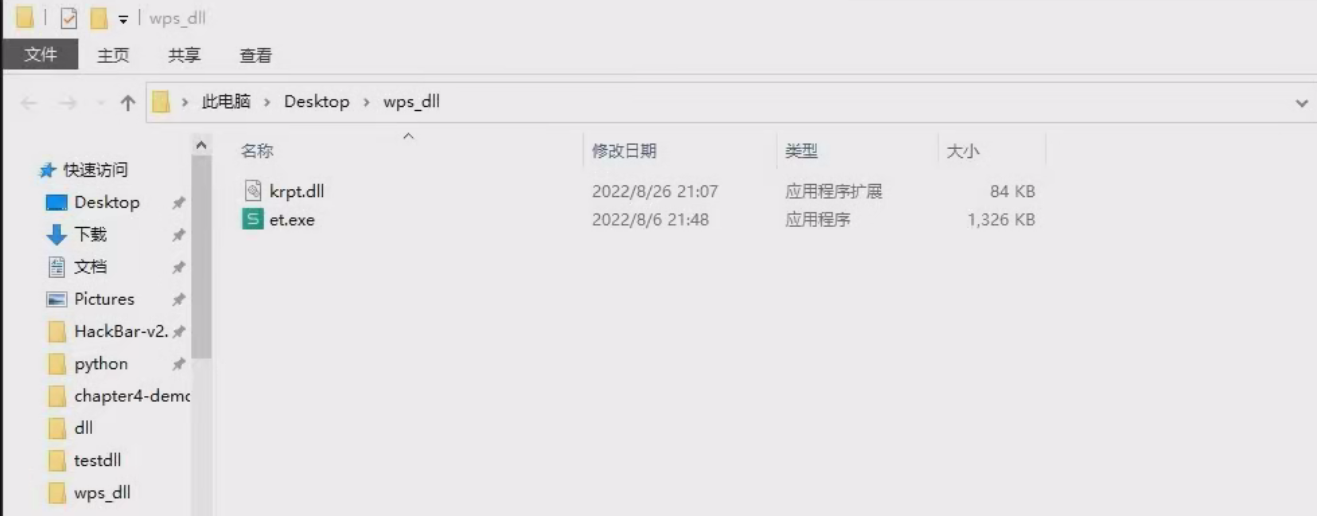 wps_dll
文件 主页 共享 查看
此电脑 > Desktop > wps_dll
名称 修改日期 类型 大小
krpt.dll 2022/8/26 21:07 应用程序扩展 84 KB
et.exe 2022/8/6 21:48 应用程序 1,326 KB
快速访问
Desktop
下载
文档
Pictures
HackBar-v2.
python
chapter4-demo
dll
testdll
wps_dll